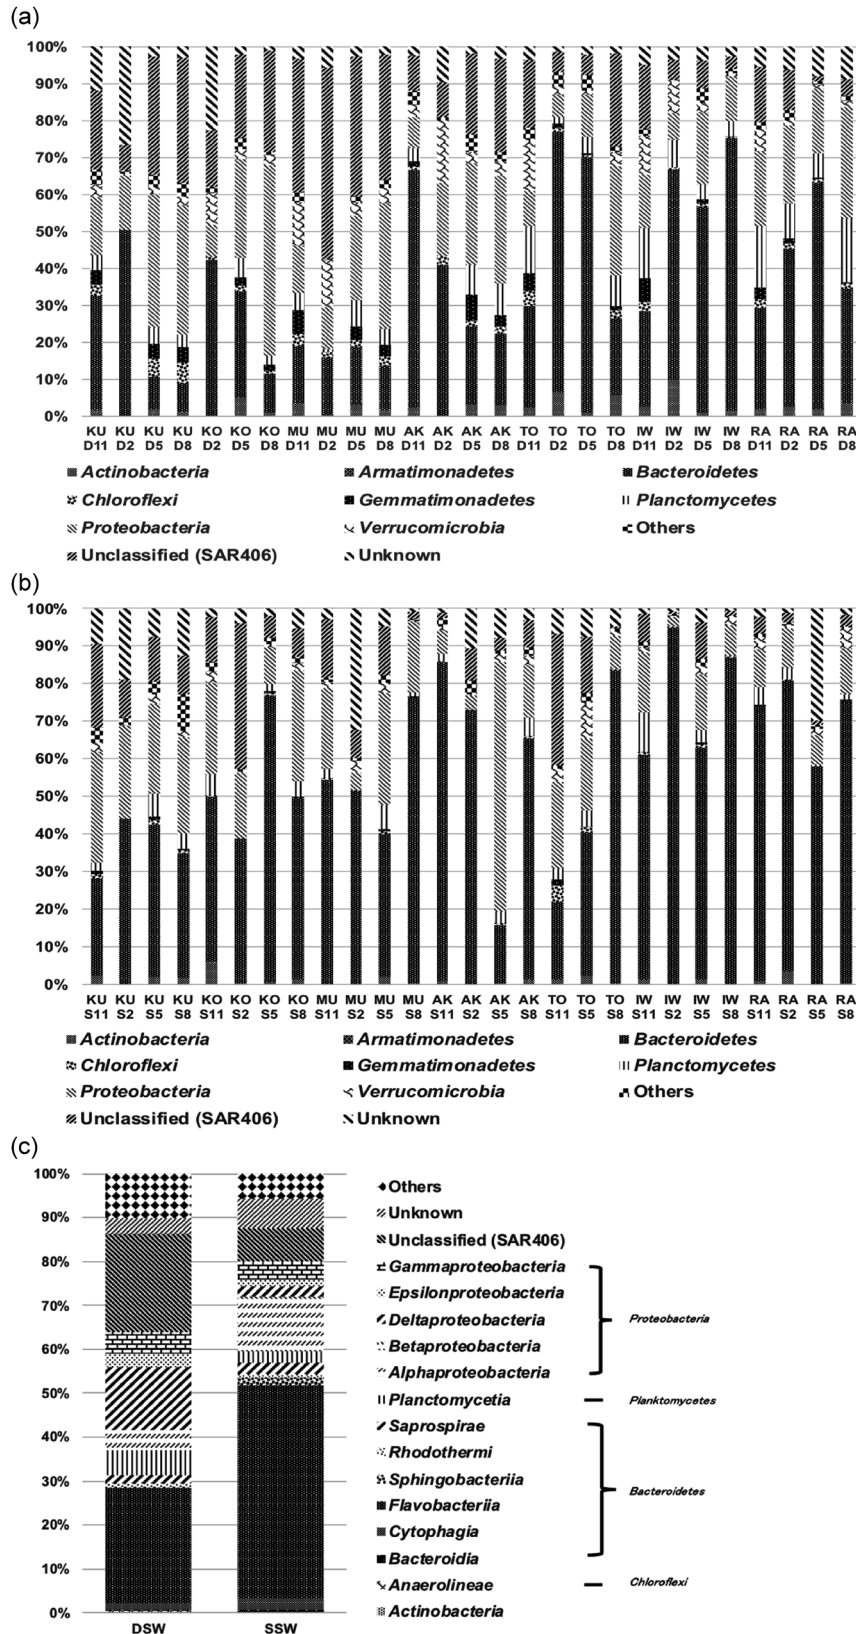 (a)
100%
90%
80%
70%
60%
50%
40%
30%
20%
10%
0%
KU KU KU KU KO KO KO MU MU MU MU AK AK AK AK TO TO TO TO IW IW IW IW RA RA RA RA
D11 D2 D5 D8 D2 D5 D8 D11 D2 D5 D8 D11 D2 D5 D8 D11 D2 D5 D8 D11 D2 D5 D8 D11 D2 D5 D8
Actinobacteria Armatimonadetes Bacteroidetes
Chloroflexi Gemmatimonadetes Planctomycetes
Proteobacteria Verrucomicrobia Others
Unclassified (SAR406) Unknown
(b)
100%
90%
80%
70%
60%
50%
40%
30%
20%
10%
0%
KU KU KU KU KO KO KO KO MU MU MU MU AK AK AK AK TO TO TO IW IW IW IW RA RA RA RA
S11 S2 S5 S8 S11 S2 S5 S8 S11 S2 S5 S8 S11 S2 S5 S8 S11 S5 S8 S11 S2 S5 S8 S11 S2 S5 S8
Actinobacteria Armatimonadetes Bacteroidetes
Chloroflexi Gemmatimonadetes Planctomycetes
Proteobacteria Verrucomicrobia Others
Unclassified (SAR406) Unknown
(c)
100%
90%
80%
70%
60%
50%
40%
30%
20%
10%
0%
DSW SSW
Others
Unknown
Unclassified (SAR406)
Gammaproteobacteria
Epsilonproteobacteria
Deltaproteobacteria
Betaproteobacteria
Alphaproteobacteria
Proteobacteria
Planctomycetia
Planktomycetes
Saprospirae
Rhodothermi
Sphingobacteriia
Flavobacteriia
Cytophagia
Bacteroidia
Bacteroidetes
Anaerolineae
Chloroflexi
Actinobacteria